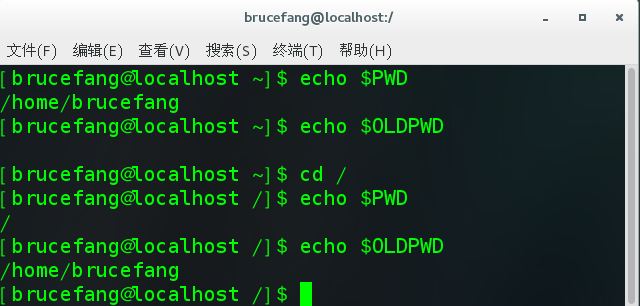 brucefang@localhost:/
文件(F) 编辑(E) 查看(V) 搜索(S) 终端(T) 帮助(H)
[brucefang@localhost ~]$ echo $PWD
/home/brucefang
[brucefang@localhost ~]$ echo $OLDPWD
[brucefang@localhost ~]$ cd /
[brucefang@localhost /]$ echo $PWD
/
[brucefang@localhost /]$ echo $OLDPWD
/home/brucefang
[brucefang@localhost /]$